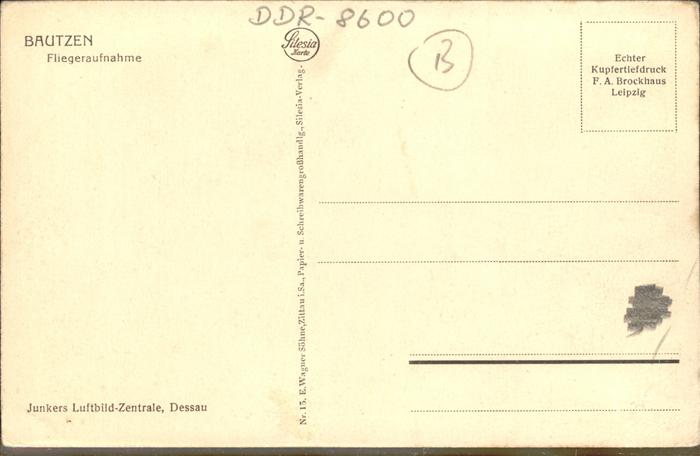 DDR-8600
BAUTZEN
Fliegeraufnahme
Silesia
Karte
B
Echter
Kupfertiefdruck
F. A. Brockhaus
Leipzig
Nr. 15. E. Wagner Söhne, Zittau i. Sa., Papier- u Schreibwarengroßhandlg., Silesia-Verlag.
Junkers Luftbild-Zentrale, Dessau